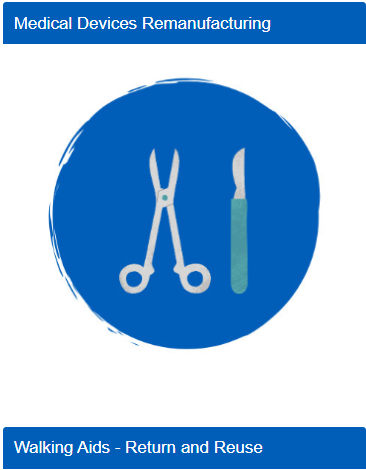 Medical Devices Remanufacturing
Walking Aids - Return and Reuse